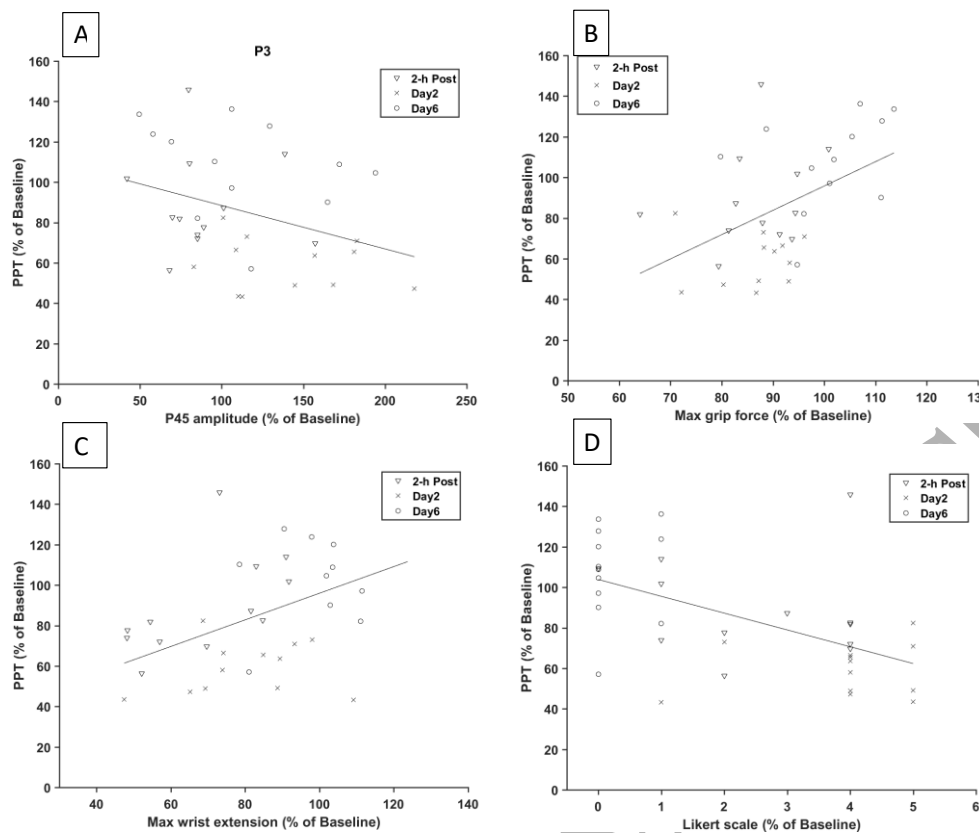 A
P3
PPT (% of Baseline)
160
140
120
100
80
60
40
20
0
2-h Post
Day2
Day6
0
50
100
150
200
250
P45 amplitude (% of Baseline)
B
PPT (% of Baseline)
160
140
120
100
80
60
40
20
0
2-h Post
Day2
Day6
50
60
70
80
90
100
110
120
Max grip force (% of Baseline)
C
PPT (% of Baseline)
160
140
120
100
80
60
40
20
0
2-h Post
Day2
Day6
40
60
80
100
120
140
Max wrist extension (% of Baseline)
D
PPT (% of Baseline)
160
140
120
100
80
60
40
20
0
2-h Post
Day2
Day6
0
1
2
3
4
5
6
Likert scale (% of Baseline)